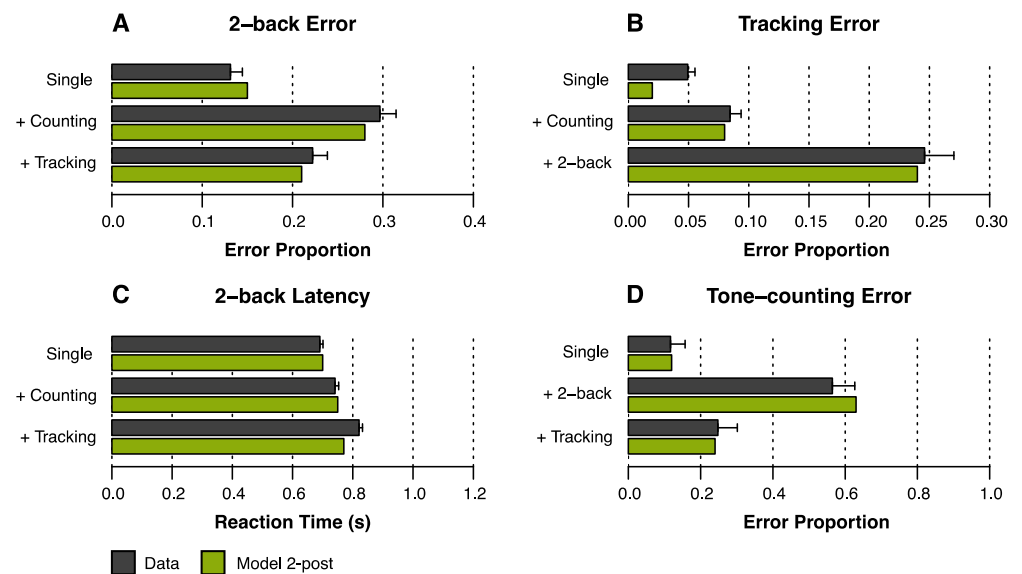 A 2–back Error
Single
+ Counting
+ Tracking
0.0 0.1 0.2 0.3 0.4
Error Proportion
B Tracking Error
Single
+ Counting
+ 2–back
0.00 0.05 0.10 0.15 0.20 0.25 0.30
Error Proportion
C 2–back Latency
Single
+ Counting
+ Tracking
0.0 0.2 0.4 0.6 0.8 1.0 1.2
Reaction Time (s)
D Tone–counting Error
Single
+ 2–back
+ Tracking
0.0 0.2 0.4 0.6 0.8 1.0
Error Proportion
Data Model 2-post